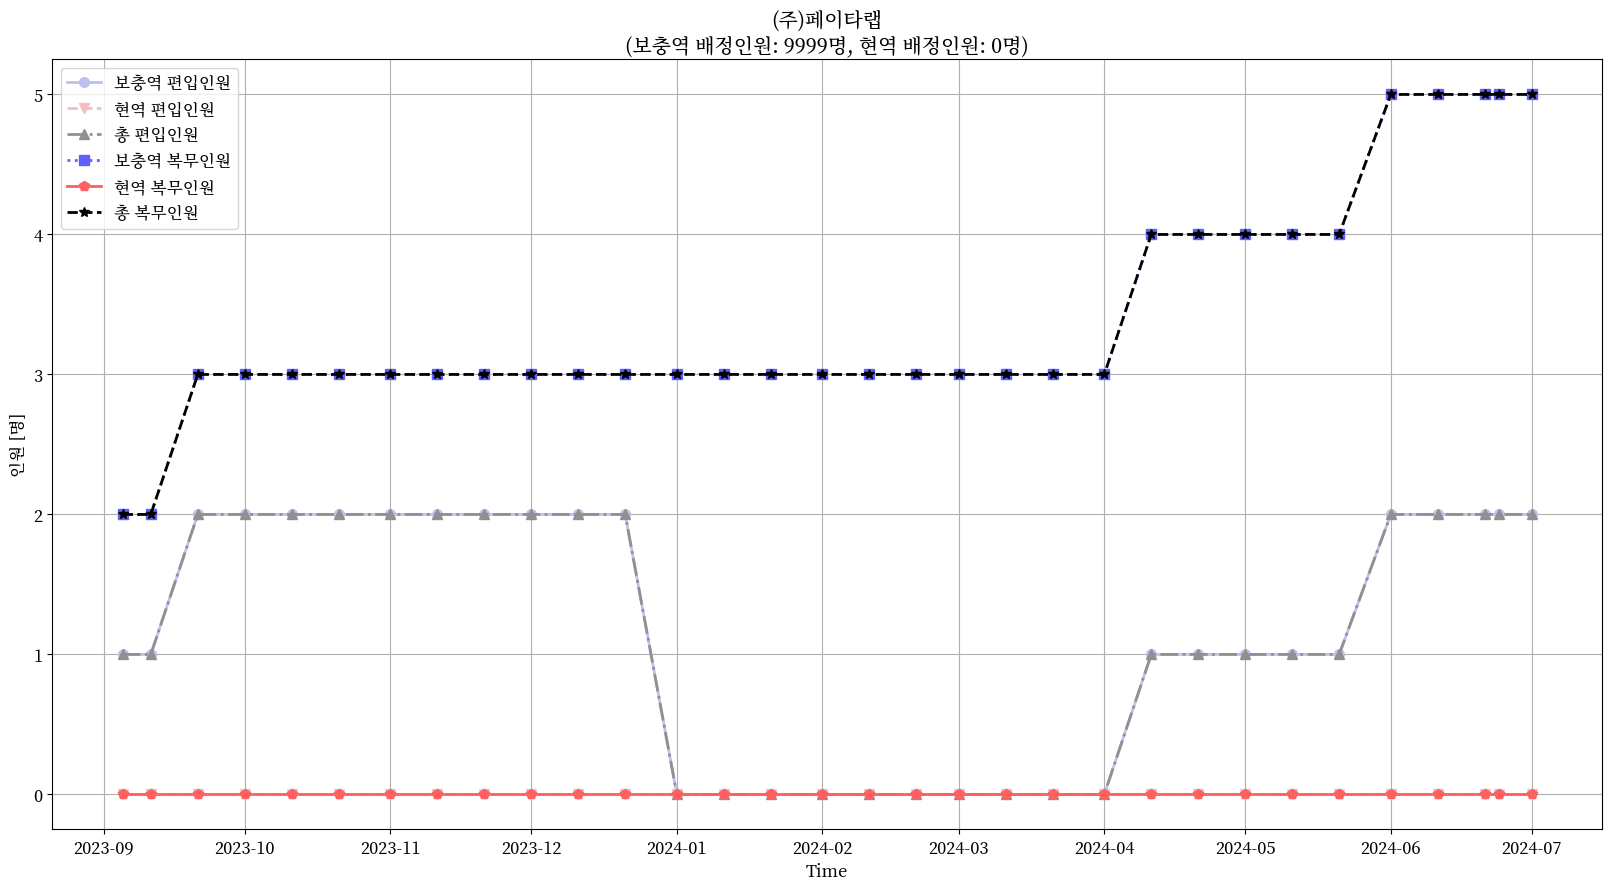 (주)페이타랩
(보충역 배정인원: 9999명, 현역 배정인원: 0명)
보충역 편입인원
현역 편입인원
총 편입인원
보충역 복무인원
현역 복무인원
총 복무인원
인원 [명]
5
4
3
2
1
0
2023-09 2023-10 2023-11 2023-12 2024-01 2024-02 2024-03 2024-04 2024-05 2024-06 2024-07
Time